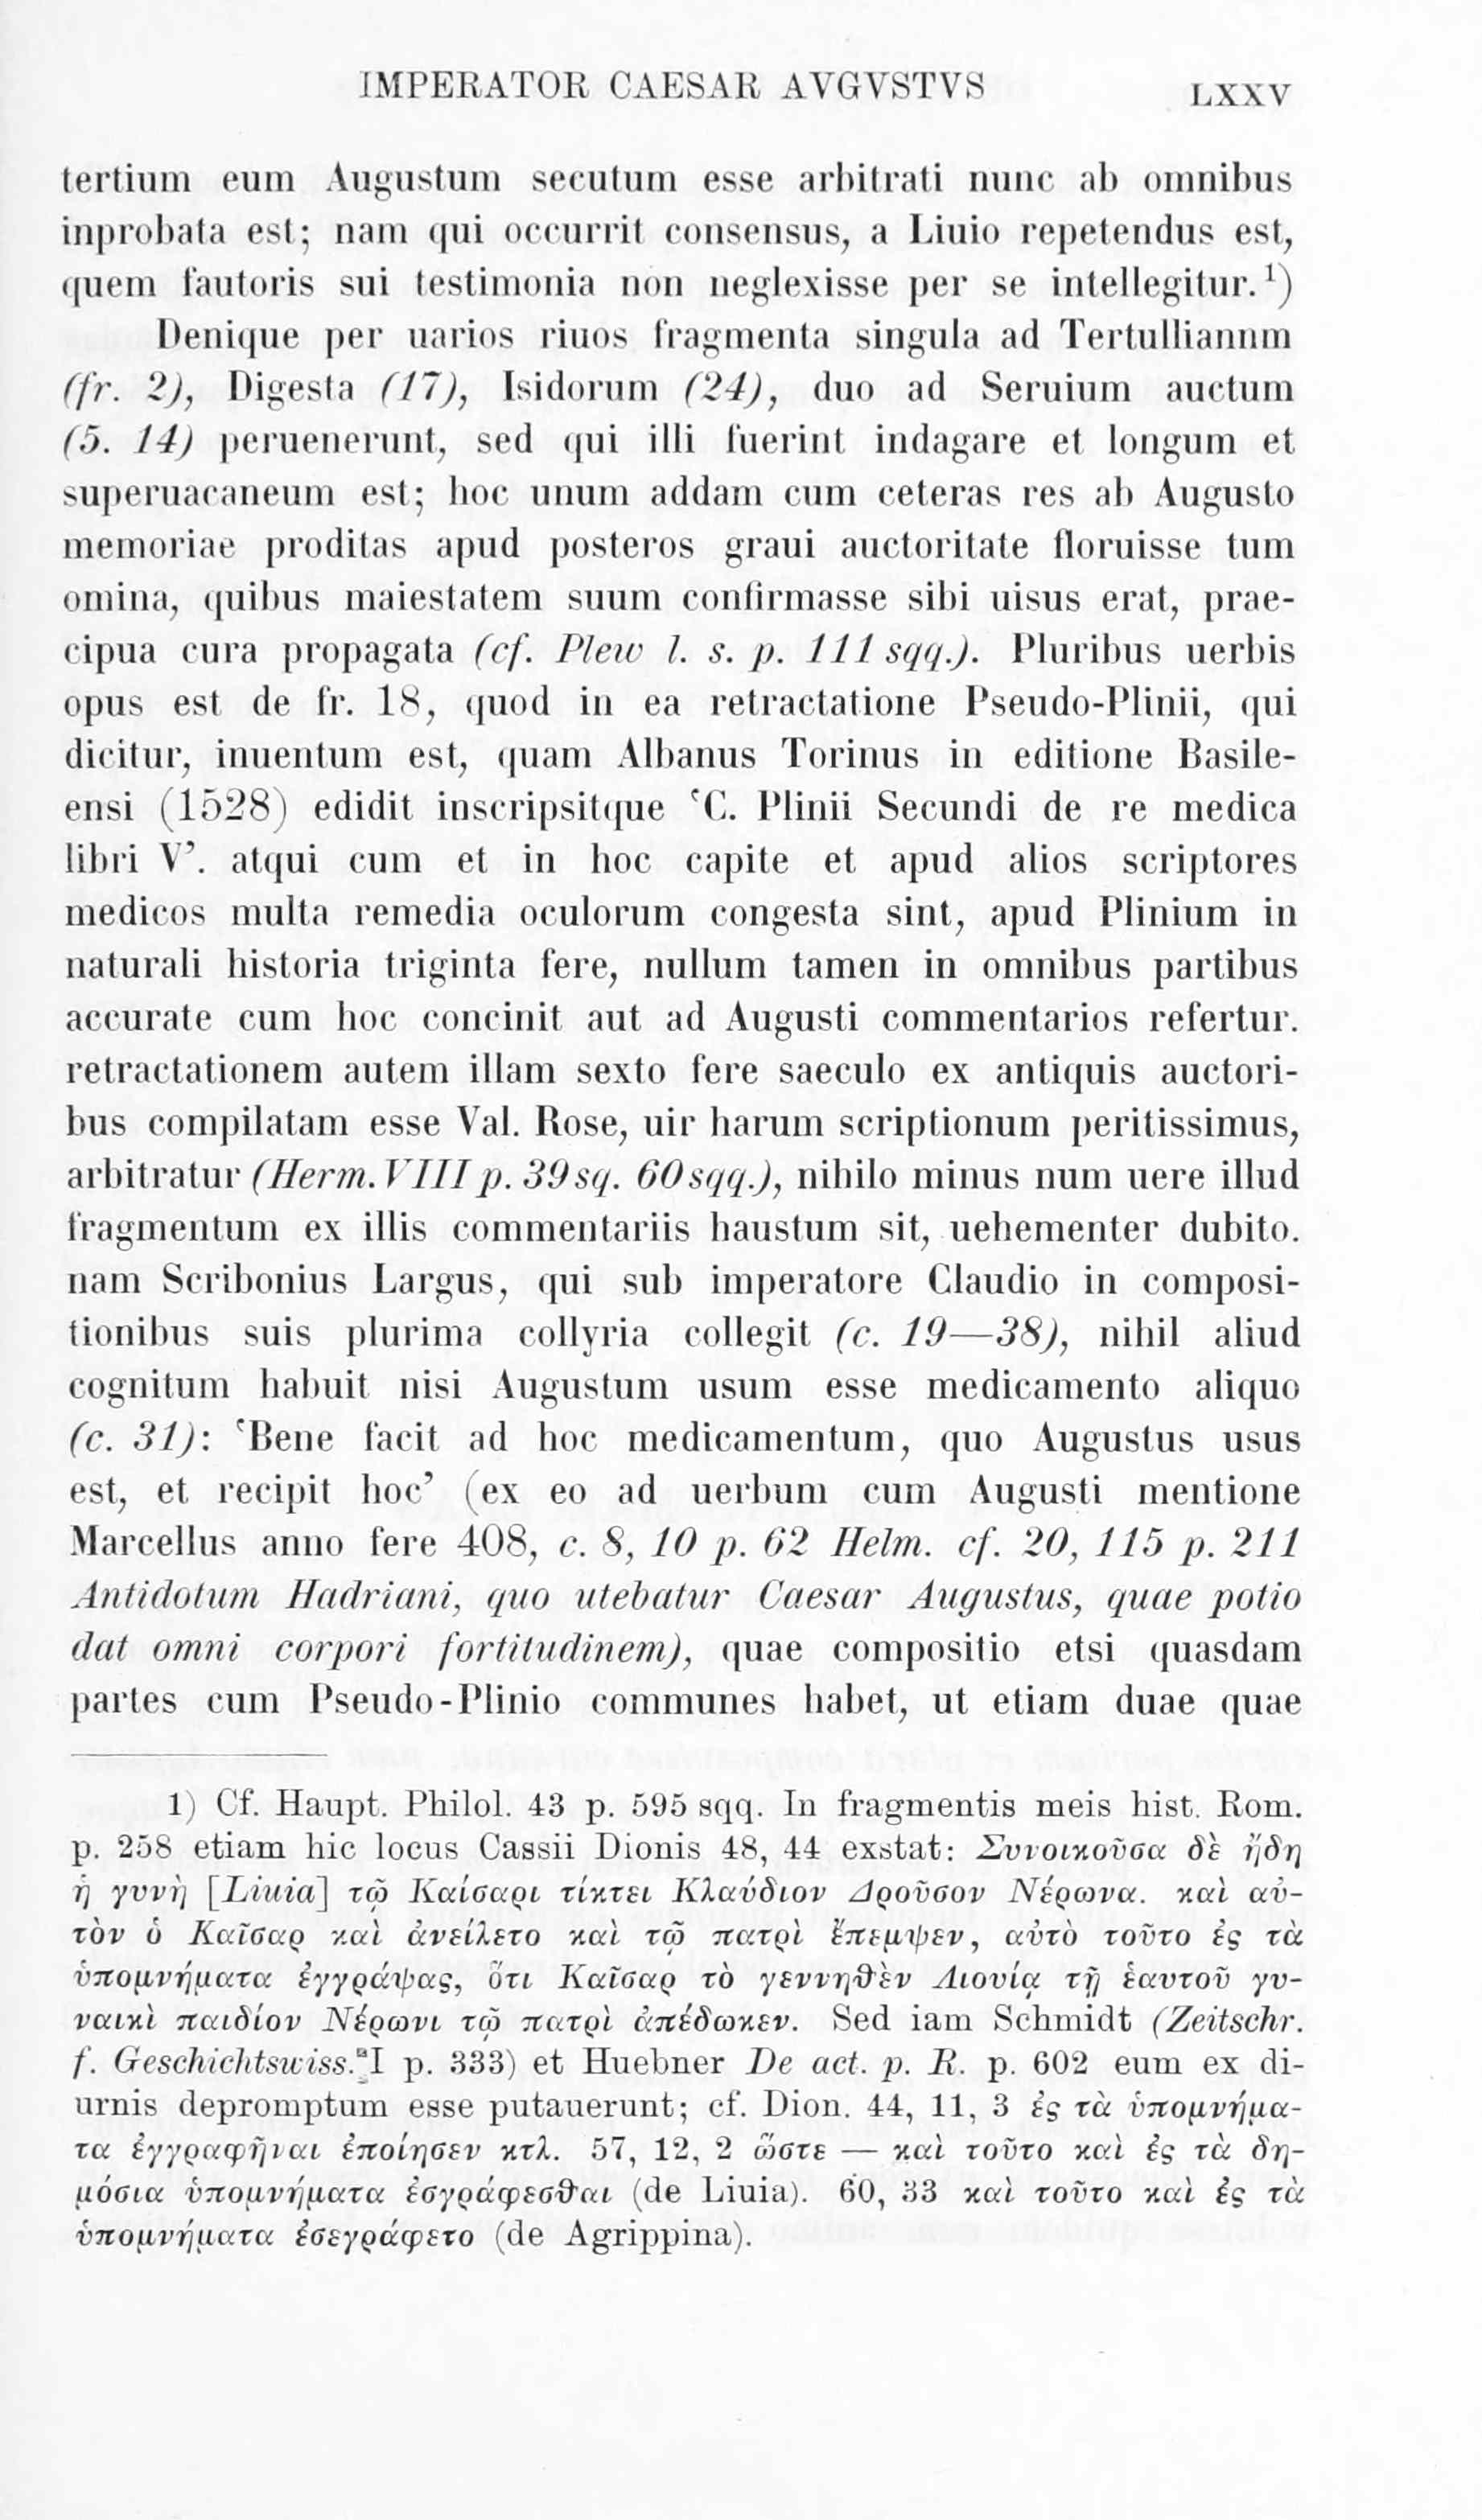 IMPERATOR CAESAR AVGVSTVS LXXV
tertium eum Augustum secutum esse arbitrati nunc ab omnibus
inprobata est; nam qui occurrit consensus, a Liuio repetendus est,
quem fautoris sui testimonia non neglexisse per se intellegitur.¹)
Denique per uarios riuos fragmenta singula ad Tertulliannm
(fr. 2), Digesta (17), Isidorum (24), duo ad Seruium auctum
(5. 14) peruenerunt, sed qui illi fuerint indagare et longum et
superuacaneum est; hoc unum addam cum ceteras res ab Augusto
memoriae proditas apud posteros graui auctoritate floruisse tum
omina, quibus maiestatem suum confirmasse sibi uisus erat, prae-
cipua cura propagata (cf. Plew l. s. p. 111 sqq.). Pluribus uerbis
opus est de fr. 18, quod in ea retractatione Pseudo-Plinii, qui
dicitur, inuentum est, quam Albanus Torinus in editione Basile-
ensi (1528) edidit inscripsitque ‛C. Plinii Secundi de re medica
libri V’. atqui cum et in hoc capite et apud alios scriptores
medicos multa remedia oculorum congesta sint, apud Plinium in
naturali historia triginta fere, nullum tamen in omnibus partibus
accurate cum hoc concinit aut ad Augusti commentarios refertur.
retractationem autem illam sexto fere saeculo ex antiquis auctori-
bus compilatam esse Val. Rose, uir harum scriptionum peritissimus,
arbitratur (Herm. VIII p. 39 sq. 60 sqq.), nihilo minus num uere illud
fragmentum ex illis commentariis haustum sit, uehementer dubito.
nam Scribonius Largus, qui sub imperatore Claudio in composi-
tionibus suis plurima collyria collegit (c. 19—38), nihil aliud
cognitum habuit nisi Augustum usum esse medicamento aliquo
(c. 31): ‛Bene facit ad hoc medicamentum, quo Augustus usus
est, et recipit hoc’ (ex eo ad uerbum cum Augusti mentione
Marcellus anno fere 408, c. 8, 10 p. 62 Helm. cf. 20, 115 p. 211
Antidotum Hadriani, quo utebatur Caesar Augustus, quae potio
dat omni corpori fortitudinem), quae compositio etsi quasdam
partes cum Pseudo-Plinio communes habet, ut etiam duae quae
1) Cf. Haupt. Philol. 43 p. 595 sqq. In fragmentis meis hist. Rom.
p. 258 etiam hic locus Cassii Dionis 48, 44 exstat: Συνοικοῦσα δὲ ἤδη
ἡ γυνὴ [Liuia] τῷ Καίσαρι τίκτει Κλαύδιον Δροῦσον Νέρωνα. καὶ αὐ-
τὸν ὁ Καῖσαρ καὶ ἀνείλετο καὶ τῷ πατρὶ ἔπεμψεν, αὐτὸ τοῦτο ἐς τὰ
ὑπομνήματα ἐγγράψας, ὅτι Καῖσαρ τὸ γεννηθὲν Λιουίᾳ τῇ ἑαυτοῦ γυ-
ναικὶ παιδίον Νέρωνι τῷ πατρὶ ἀπέδωκεν. Sed iam Schmidt (Zeitschr.
f. Geschichtswiss. I p. 333) et Huebner De act. p. R. p. 602 eum ex di-
urnis depromptum esse putauerunt; cf. Dion. 44, 11, 3 ἐς τὰ ὑπομνήμα-
τα ἐγγραφῆναι ἐποίησεν κτλ. 57, 12, 2 ὥστε — καὶ τοῦτο καὶ ἐς τὰ δη-
μόσια ὑπομνήματα ἐσγράφεσθαι (de Liuia). 60, 33 καὶ τοῦτο καὶ ἐς τὰ
ὑπομνήματα ἐσεγράφετο (de Agrippina).